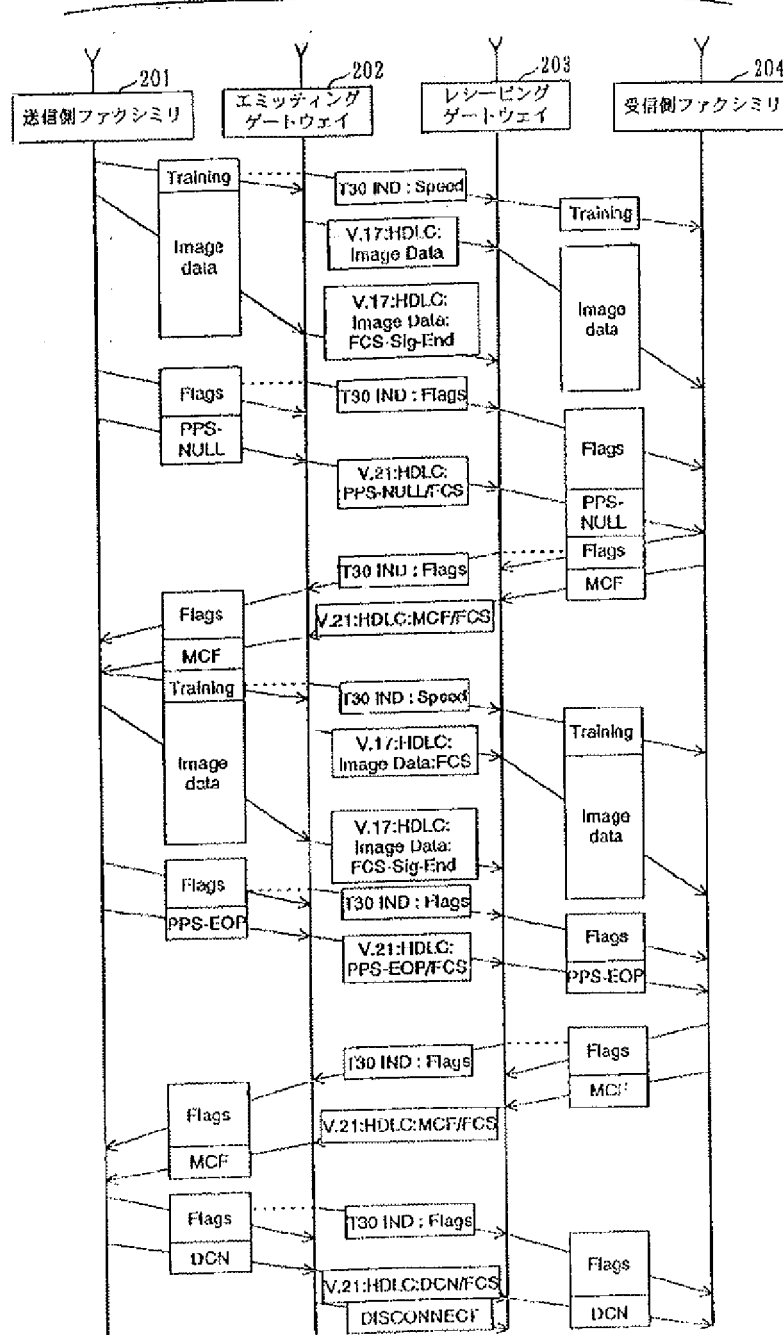 201
202
203
204
送信側ファクシミリ
エミッティング
ゲートウェイ
レシーピング
ゲートウェイ
受信側ファクシミリ
Training
T30 IND : Speed
Training
Image
data
V.17:HDLC:
Image Data
Image
data
V.17:HDLC:
Image Data:
FCS-Sig-End
Flags
T30 IND : Flags
Flags
PPS-
NULL
V.21:HDLC:
PPS-NULL/FCS
PPS-
NULL
Flags
T30 IND : Flags
MCF
Flags
V.21:HDLC:MCF/FCS
MCF
Training
T30 IND : Speed
Training
Image
data
V.17:HDLC:
Image Data:FCS
Image
data
V.17:HDLC:
Image Data:
FCS-Sig-End
Flags
T30 IND : Flags
Flags
PPS-EOP
V.21:HDLC:
PPS-EOP/FCS
PPS-EOP
Flags
T30 IND : Flags
MCF
Flags
V.21:HDLC:MCF/FCS
MCF
Flags
T30 IND : Flags
Flags
DCN
V.21:HDLC:DCN/FCS
DISCONNECT
DCN